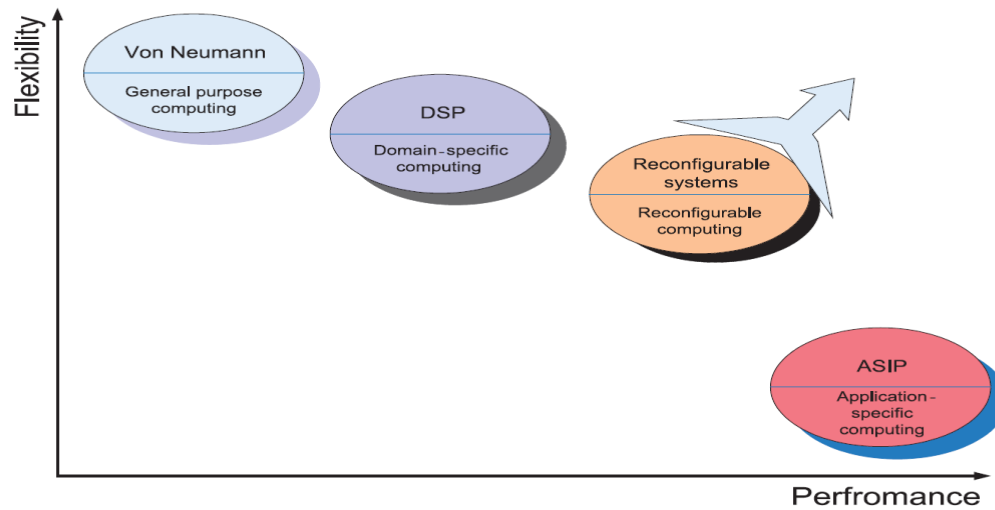 Flexibility
Von Neumann
General purpose
computing
DSP
Domain-specific
computing
Reconfigurable
systems
Reconfigurable
computing
ASIP
Application-
specific
computing
Perfromance